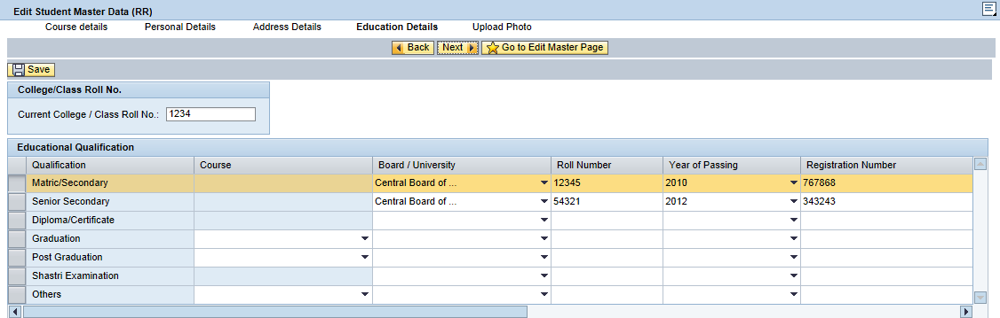 Edit Student Master Data (RR)
Course details Personal Details Address Details Education Details Upload Photo
Back Next Go to Edit Master Page
Save
College/Class Roll No.
Current College / Class Roll No.: 1234
Educational Qualification
Qualification Course Board / University Roll Number Year of Passing Registration Number
Matric/Secondary Central Board of ... 12345 2010 767868
Senior Secondary Central Board of ... 54321 2012 343243
Diploma/Certificate
Graduation
Post Graduation
Shastri Examination
Others